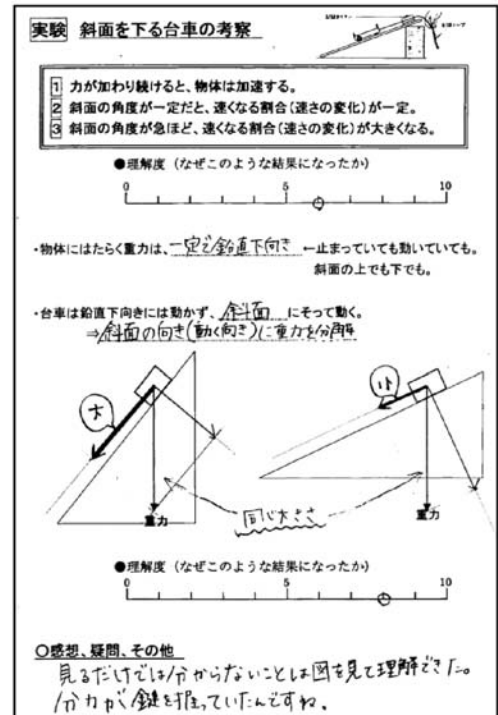 実験 斜面を下る台車の考察
1 力が加わり続けると、物体は加速する。
2 斜面の角度が一定だと、速くなる割合(速さの変化)が一定。
3 斜面の角度が急ほど、速くなる割合(速さの変化)が大きくなる。
●理解度(なぜこのような結果になったか)
0 5 10
・物体にはたらく重力は、一定で鉛直下向き ←止まっていても動いていても。
斜面の上でも下でも。
・台車は鉛直下向きには動かず、斜面 にそって動く。
⇒斜面の向き(動く向き)に重力を分解
大
小
同じ大きさ
重力
重力
●理解度(なぜこのような結果になったか)
0 5 10
○感想、疑問、その他
見るだけでは分からないことは図を見て理解できた。
分力が鍵を握っていたんですね。